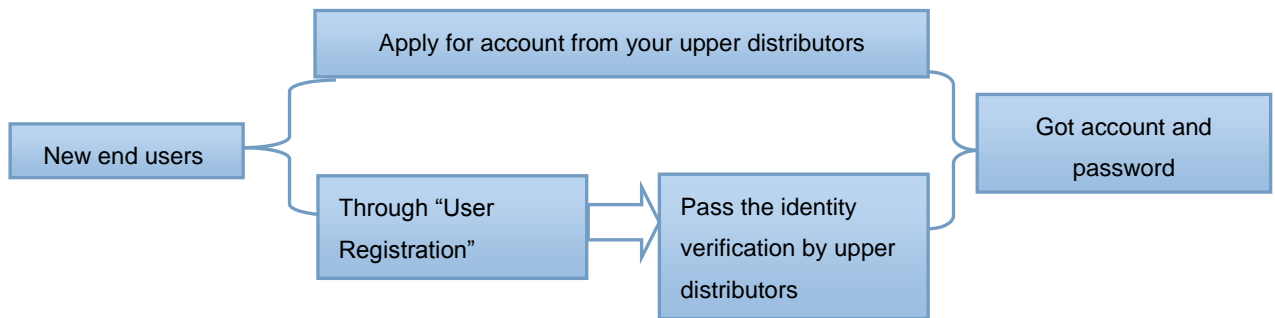 Apply for account from your upper distributors
New end users
Through “User
Registration”
Pass the identity
verification by upper
distributors
Got account and
password